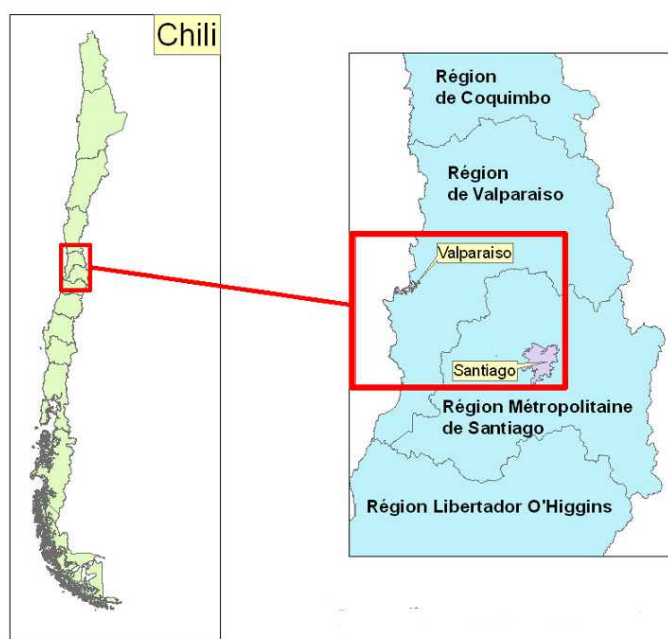 Chili
Région
de Coquimbo
Région
de Valparaiso
Valparaiso
Santiago
Région Métropolitaine
de Santiago
Région Libertador O'Higgins